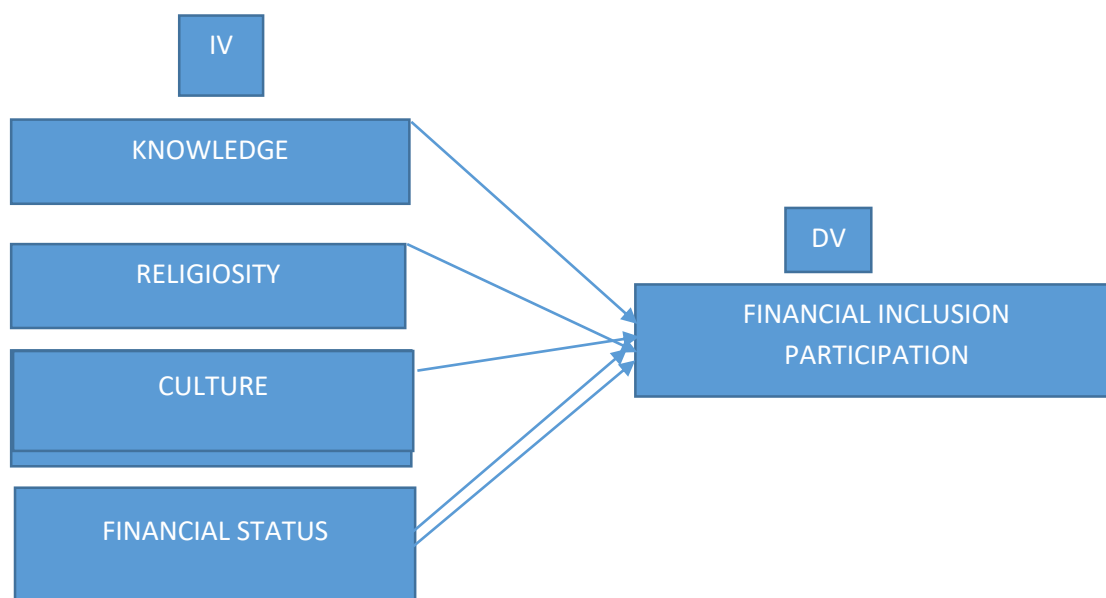 IV
KNOWLEDGE
RELIGIOSITY
CULTURE
FINANCIAL STATUS
DV
FINANCIAL INCLUSION
PARTICIPATION